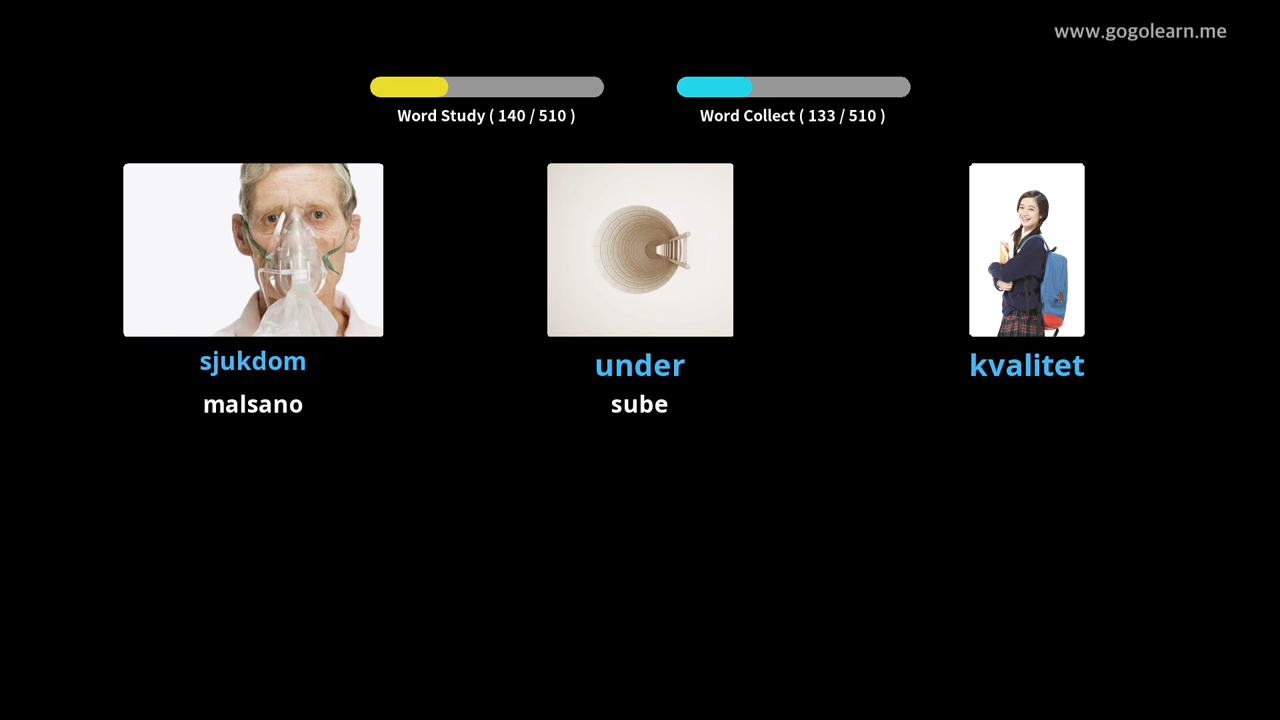 www.gogolearn.me
Word Study ( 140 / 510 )
Word Collect ( 133 / 510 )
sjukdom
under
kvalitet
malsano
sube